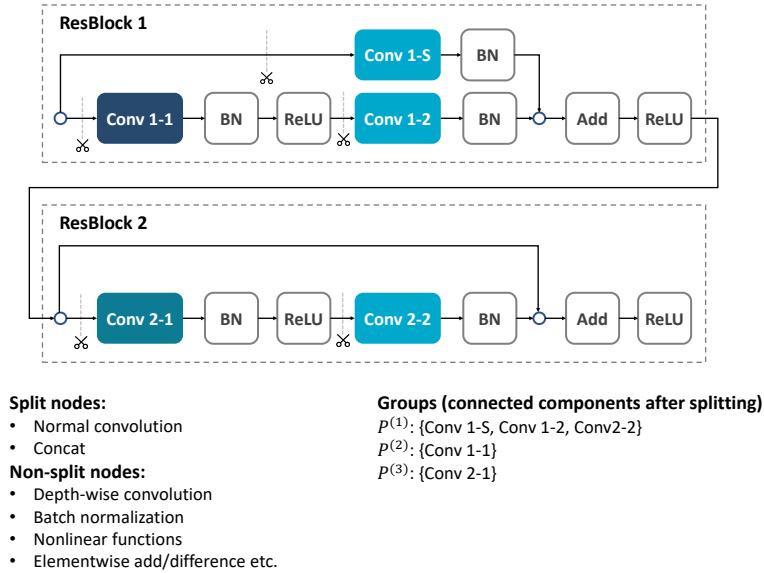 ResBlock 1
Conv 1-S
BN
Conv 1-1
BN
ReLU
Conv 1-2
BN
Add
ReLU
ResBlock 2
Conv 2-1
BN
ReLU
Conv 2-2
BN
Add
ReLU
Split nodes:
• Normal convolution
• Concat
Non-split nodes:
• Depth-wise convolution
• Batch normalization
• Nonlinear functions
• Elementwise add/difference etc.
Groups (connected components after splitting)
P⁽¹⁾: {Conv 1-S, Conv 1-2, Conv2-2}
P⁽²⁾: {Conv 1-1}
P⁽³⁾: {Conv 2-1}